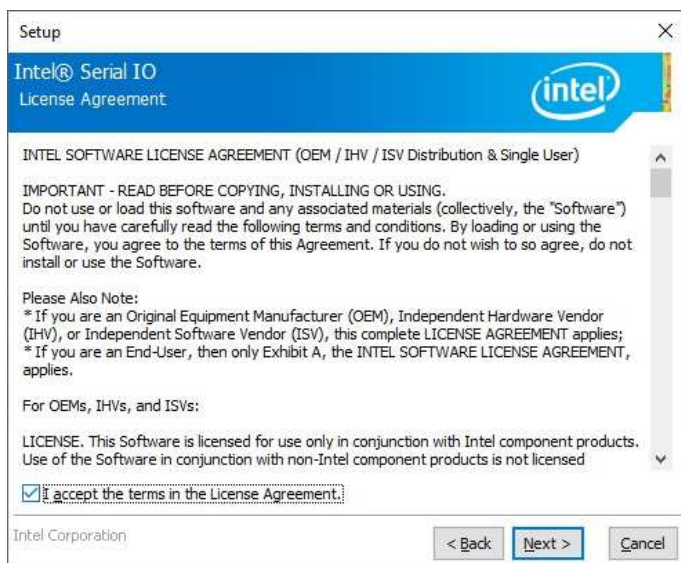 Setup
Intel® Serial IO
License Agreement
intel
INTEL SOFTWARE LICENSE AGREEMENT (OEM / IHV / ISV Distribution & Single User)
IMPORTANT - READ BEFORE COPYING, INSTALLING OR USING.
Do not use or load this software and any associated materials (collectively, the "Software")
until you have carefully read the following terms and conditions. By loading or using the
Software, you agree to the terms of this Agreement. If you do not wish to so agree, do not
install or use the Software.
Please Also Note:
* If you are an Original Equipment Manufacturer (OEM), Independent Hardware Vendor
(IHV), or Independent Software Vendor (ISV), this complete LICENSE AGREEMENT applies;
* If you are an End-User, then only Exhibit A, the INTEL SOFTWARE LICENSE AGREEMENT,
applies.
For OEMs, IHVs, and ISVs:
LICENSE. This Software is licensed for use only in conjunction with Intel component products.
Use of the Software in conjunction with non-Intel component products is not licensed
I accept the terms in the License Agreement.
Intel Corporation
< Back
Next >
Cancel